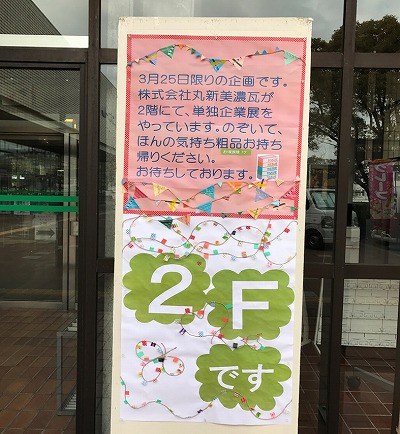 3月25日限りの企画です。
株式会社丸新美濃瓦が
2階にて、単独企業展を
やっています。のぞいて、
ほんの気持ち粗品お持ち
帰りください。
お待ちしております。
2F
です